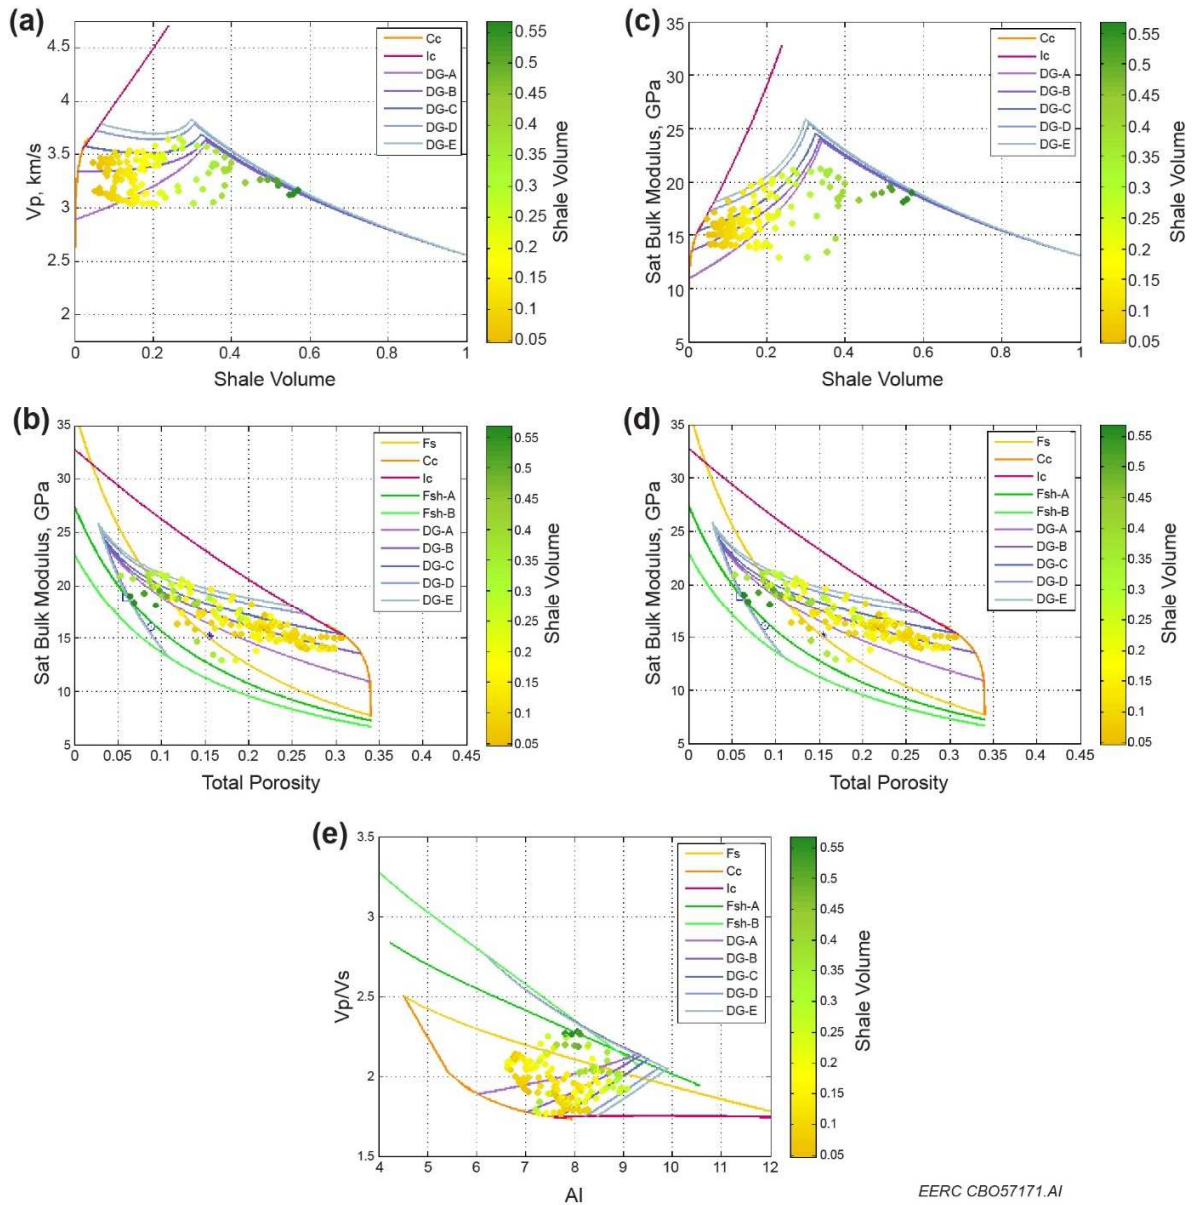 (a)
Vp, km/s
4.5
4
3.5
3
2.5
2
0
0.2
0.4
0.6
0.8
1
Shale Volume
Cc
Ic
DG-A
DG-B
DG-C
DG-D
DG-E
0.55
0.5
0.45
0.4
0.35
0.3
0.25
0.2
0.15
0.1
0.05
Shale Volume
(c)
Sat Bulk Modulus, GPa
35
30
25
20
15
10
5
0
0.2
0.4
0.6
0.8
1
Shale Volume
Cc
Ic
DG-A
DG-B
DG-C
DG-D
DG-E
0.55
0.5
0.45
0.4
0.35
0.3
0.25
0.2
0.15
0.1
0.05
Shale Volume
(b)
Sat Bulk Modulus, GPa
35
30
25
20
15
10
5
0
0.05
0.1
0.15
0.2
0.25
0.3
0.35
0.4
0.45
Total Porosity
Fs
Cc
Ic
Fsh-A
Fsh-B
DG-A
DG-B
DG-C
DG-D
DG-E
0.55
0.5
0.45
0.4
0.35
0.3
0.25
0.2
0.15
0.1
0.05
Shale Volume
(d)
Sat Bulk Modulus, GPa
35
30
25
20
15
10
5
0
0.05
0.1
0.15
0.2
0.25
0.3
0.35
0.4
0.45
Total Porosity
Fs
Cc
Ic
Fsh-A
Fsh-B
DG-A
DG-B
DG-C
DG-D
DG-E
0.55
0.5
0.45
0.4
0.35
0.3
0.25
0.2
0.15
0.1
0.05
Shale Volume
(e)
Vp/Vs
3.5
3
2.5
2
1.5
4
5
6
7
8
9
10
11
12
AI
Fs
Cc
Ic
Fsh-A
Fsh-B
DG-A
DG-B
DG-C
DG-D
DG-E
0.55
0.5
0.45
0.4
0.35
0.3
0.25
0.2
0.15
0.1
0.05
Shale Volume
EERC CBO57171.AI